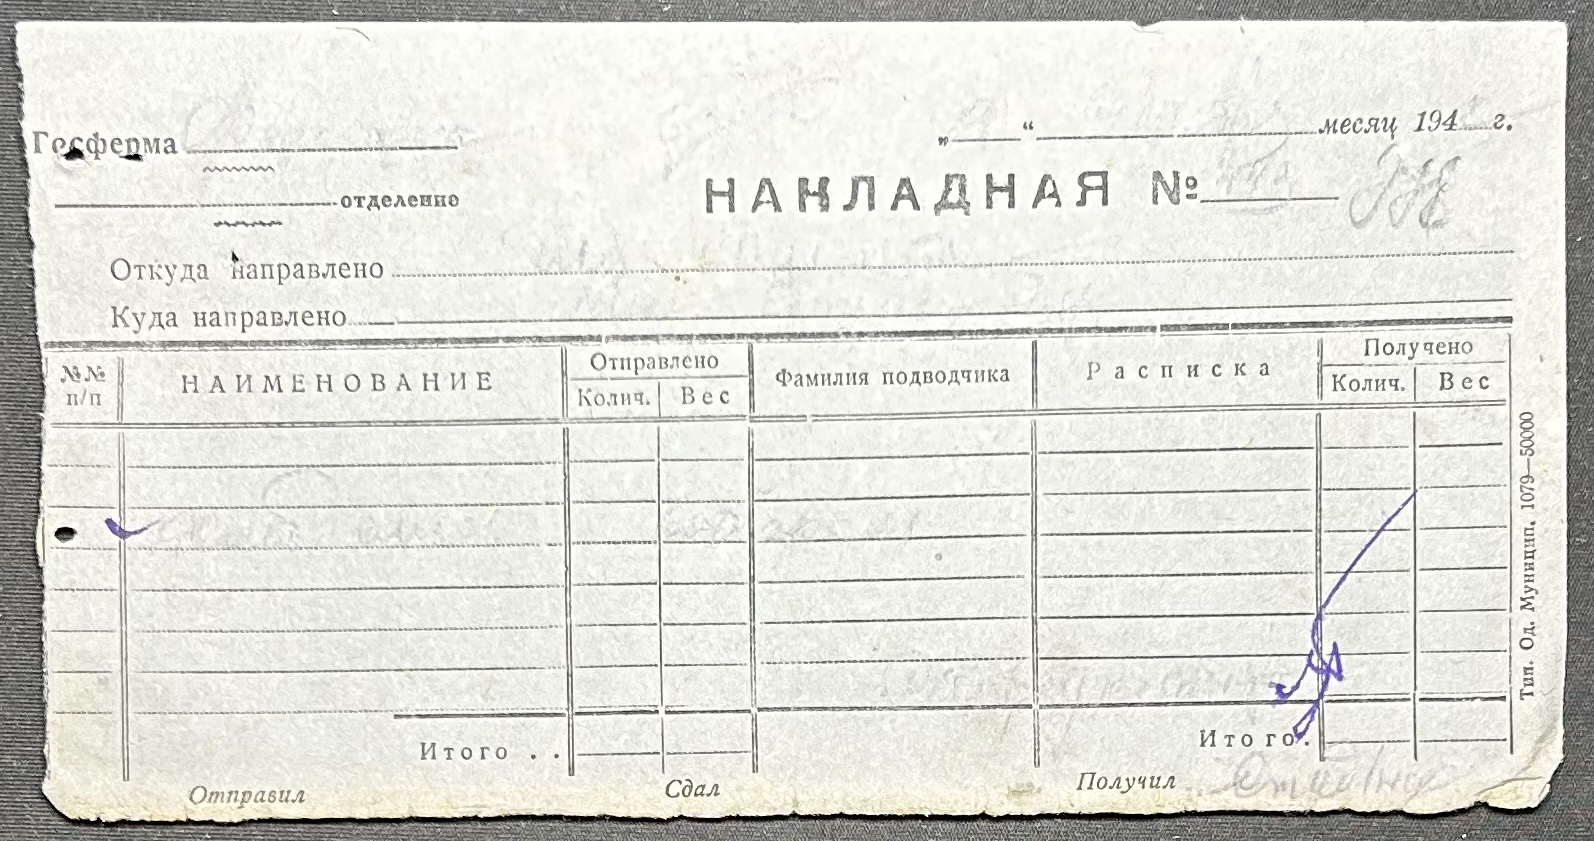 Госферма „ “ месяц 194 г.
отделение НАКЛАДНАЯ №
Откуда направлено
Куда направлено
№№ п/п НАИМЕНОВАНИЕ Отправлено Колич. Вес Фамилия подводчика Расписка Получено Колич. Вес
Итого . . Итого.
Отправил Сдал Получил
Тип. Од. Муницип. 1079—50000